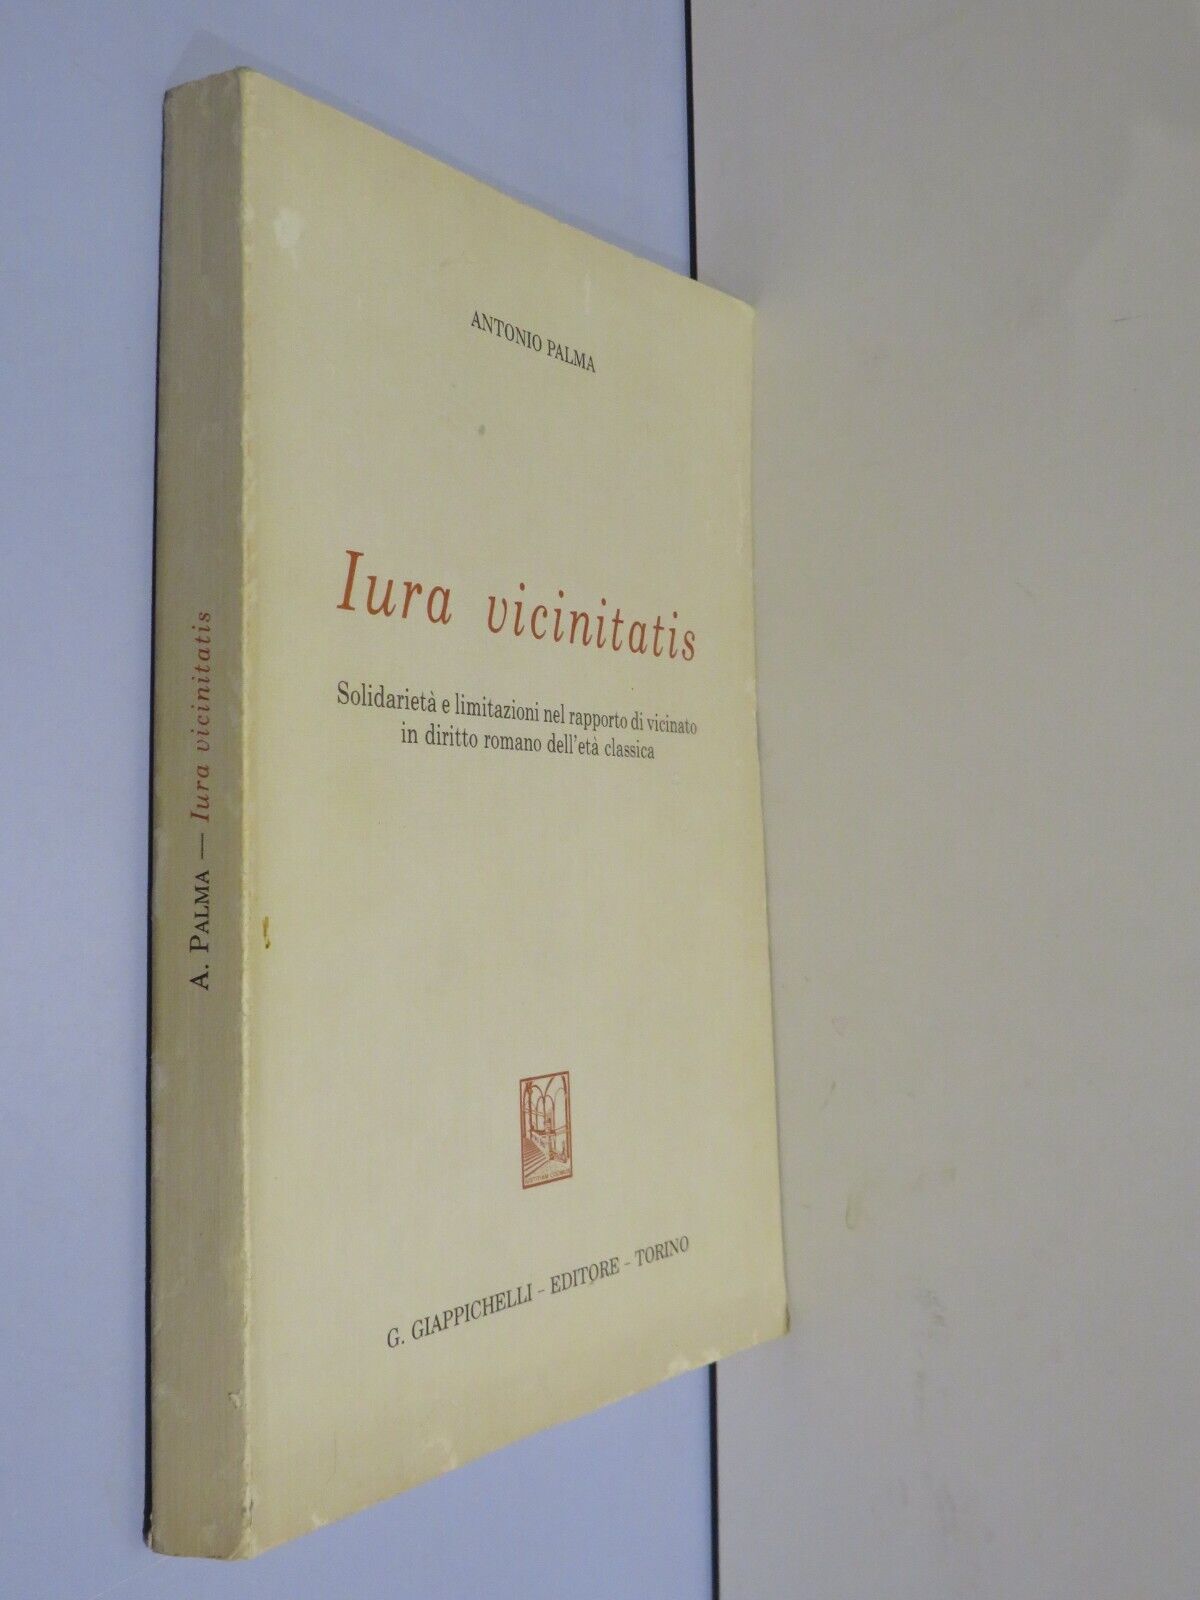 ANTONIO PALMA
Iura vicinitatis
Solidarietà e limitazioni nel rapporto di vicinato
in diritto romano dell'età classica
G. GIAPPICHELLI – EDITORE – TORINO
A. PALMA — Iura vicinitatis